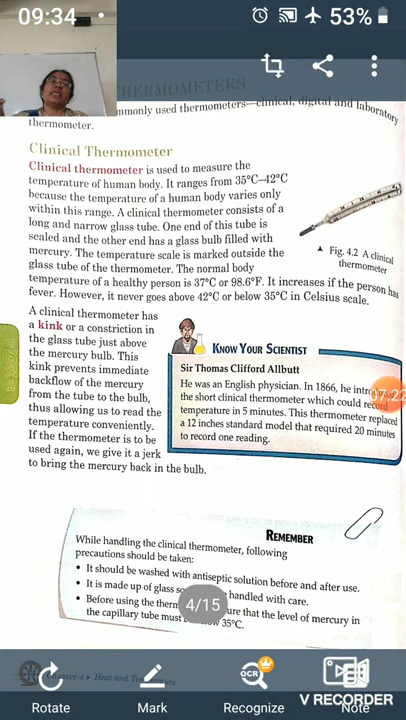 09:34
53%
THERMOMETERS
mmonly used thermometers—clinical, digital and laboratory
thermometer.
Clinical Thermometer
Clinical thermometer is used to measure the
temperature of human body. It ranges from 35°C–42°C
because the temperature of a human body varies only
within this range. A clinical thermometer consists of a
long and narrow glass tube. One end of this tube is
sealed and the other end has a glass bulb filled with
mercury. The temperature scale is marked outside the
glass tube of the thermometer. The normal body
temperature of a healthy person is 37°C or 98.6°F. It increases if the person has
fever. However, it never goes above 42°C or below 35°C in Celsius scale.
▲ Fig. 4.2 A clinical
thermometer
A clinical thermometer has
a kink or a constriction in
the glass tube just above
the mercury bulb. This
kink prevents immediate
backflow of the mercury
from the tube to the bulb,
thus allowing us to read the
temperature conveniently.
If the thermometer is to be
used again, we give it a jerk
to bring the mercury back in the bulb.
KNOW YOUR SCIENTIST
Sir Thomas Clifford Allbutt
He was an English physician. In 1866, he intro
the short clinical thermometer which could record
temperature in 5 minutes. This thermometer replaced
a 12 inches standard model that required 20 minutes
to record one reading.
07:22
REMEMBER
While handling the clinical thermometer, following
precautions should be taken:
• It should be washed with antiseptic solution before and after use.
• It is made up of glass so handled with care.
• Before using the therm ure that the level of mercury in
the capillary tube must 35°C.
4/15
Chapter-4 ▸ Heat and Temperature
OCR
V RECORDER
Rotate
Mark
Recognize
Note